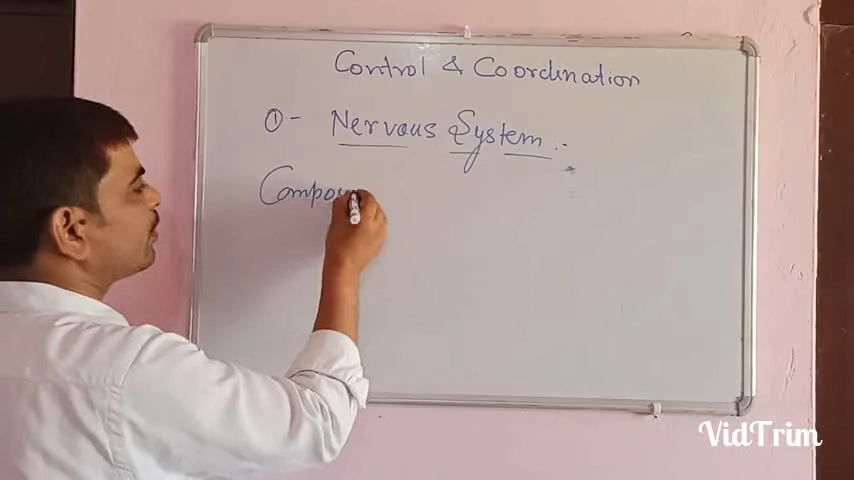 Control & Coordination
① - Nervous System :-
Compo
VidTrim